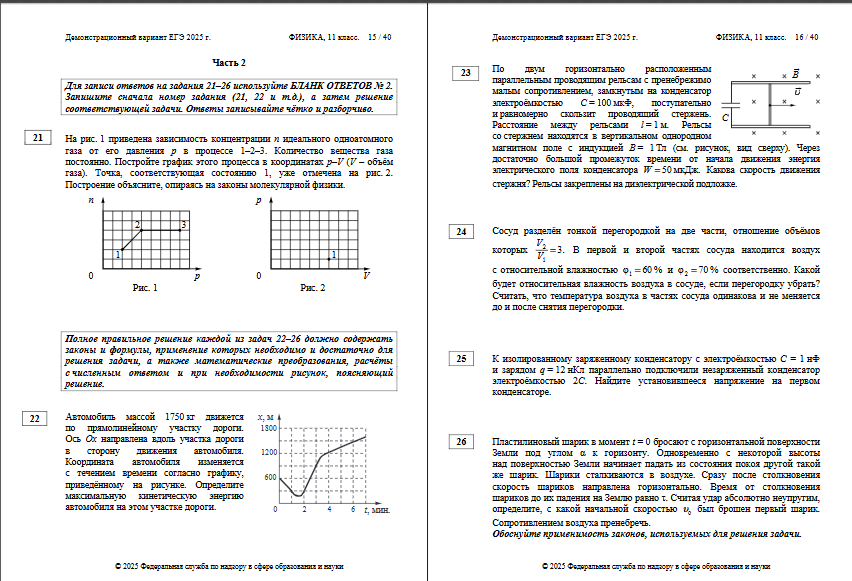 Демонстрационный вариант ЕГЭ 2025 г. ФИЗИКА, 11 класс. 15 / 40
Часть 2
Для записи ответов на задания 21–26 используйте БЛАНК ОТВЕТОВ № 2.
Запишите сначала номер задания (21, 22 и т.д.), а затем решение
соответствующей задачи. Ответы записывайте чётко и разборчиво.
21
На рис. 1 приведена зависимость концентрации n идеального одноатомного
газа от его давления p в процессе 1–2–3. Количество вещества газа
постоянно. Постройте график этого процесса в координатах p–V (V – объём
газа). Точка, соответствующая состоянию 1, уже отмечена на рис. 2.
Построение объясните, опираясь на законы молекулярной физики.
n
2
3
1
0
p
Рис. 1
p
1
0
V
Рис. 2
Полное правильное решение каждой из задач 22–26 должно содержать
законы и формулы, применение которых необходимо и достаточно для
решения задачи, а также математические преобразования, расчёты
с численным ответом и при необходимости рисунок, поясняющий
решение.
22
Автомобиль массой 1750 кг движется
по прямолинейному участку дороги.
Ось Ox направлена вдоль участка дороги
в сторону движения автомобиля.
Координата автомобиля изменяется
с течением времени согласно графику,
приведённому на рисунке. Определите
максимальную кинетическую энергию
автомобиля на этом участке дороги.
x, м
1800
1200
600
0 2 4 6 t, мин.
© 2025 Федеральная служба по надзору в сфере образования и науки
Демонстрационный вариант ЕГЭ 2025 г. ФИЗИКА, 11 класс. 16 / 40
23
По двум горизонтально расположенным
параллельным проводящим рельсам с пренебрежимо
малым сопротивлением, замкнутым на конденсатор
электроёмкостью C = 100 мкФ, поступательно
и равномерно скользит проводящий стержень.
Расстояние между рельсами l = 1 м. Рельсы
со стержнем находятся в вертикальном однородном
магнитном поле с индукцией B = 1 Тл (см. рисунок, вид сверху). Через
достаточно большой промежуток времени от начала движения энергия
электрического поля конденсатора W = 50 мкДж. Какова скорость движения
стержня? Рельсы закреплены на диэлектрической подложке.
B
υ
C
24
Сосуд разделён тонкой перегородкой на две части, отношение объёмов
которых V₂/V₁ = 3. В первой и второй частях сосуда находится воздух
с относительной влажностью φ₁ = 60 % и φ₂ = 70 % соответственно. Какой
будет относительная влажность воздуха в сосуде, если перегородку убрать?
Считать, что температура воздуха в частях сосуда одинакова и не меняется
до и после снятия перегородки.
25
К изолированному заряженному конденсатору с электроёмкостью C = 1 нФ
и зарядом q = 12 нКл параллельно подключили незаряженный конденсатор
электроёмкостью 2C. Найдите установившееся напряжение на первом
конденсаторе.
26
Пластилиновый шарик в момент t = 0 бросают с горизонтальной поверхности
Земли под углом α к горизонту. Одновременно с некоторой высоты
над поверхностью Земли начинает падать из состояния покоя другой такой
же шарик. Шарики сталкиваются в воздухе. Сразу после столкновения
скорость шариков направлена горизонтально. Время от столкновения
шариков до их падения на Землю равно τ. Считая удар абсолютно неупругим,
определите, с какой начальной скоростью υ₀ был брошен первый шарик.
Сопротивлением воздуха пренебречь.
Обоснуйте применимость законов, используемых для решения задачи.
© 2025 Федеральная служба по надзору в сфере образования и науки